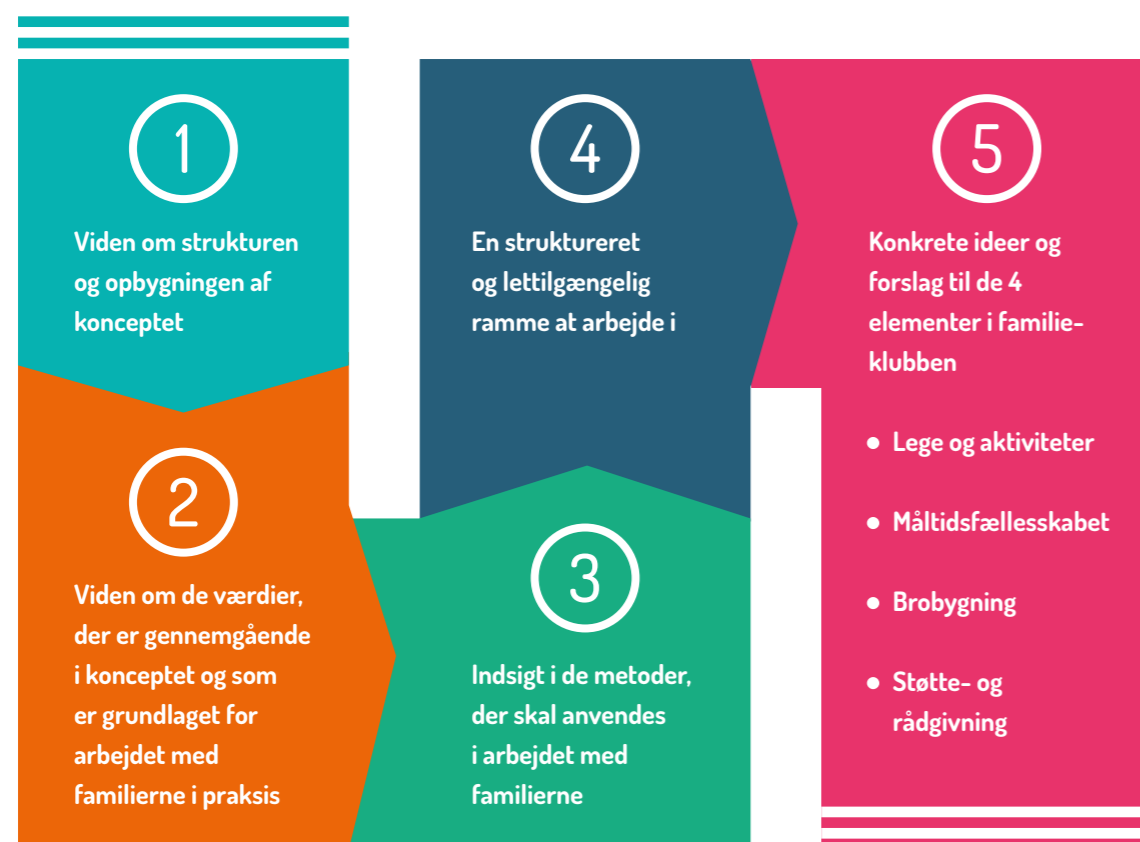 1
Viden om strukturen
og opbygningen af
konceptet
2
Viden om de værdier,
der er gennemgående
i konceptet og som
er grundlaget for
arbejdet med
familierne i praksis
3
Indsigt i de metoder,
der skal anvendes
i arbejdet med
familierne
4
En struktureret
og lettilgængelig
ramme at arbejde i
5
Konkrete ideer og
forslag til de 4
elementer i familie-
klubben
• Lege og aktiviteter
• Måltidsfællesskabet
• Brobygning
• Støtte- og
rådgivning